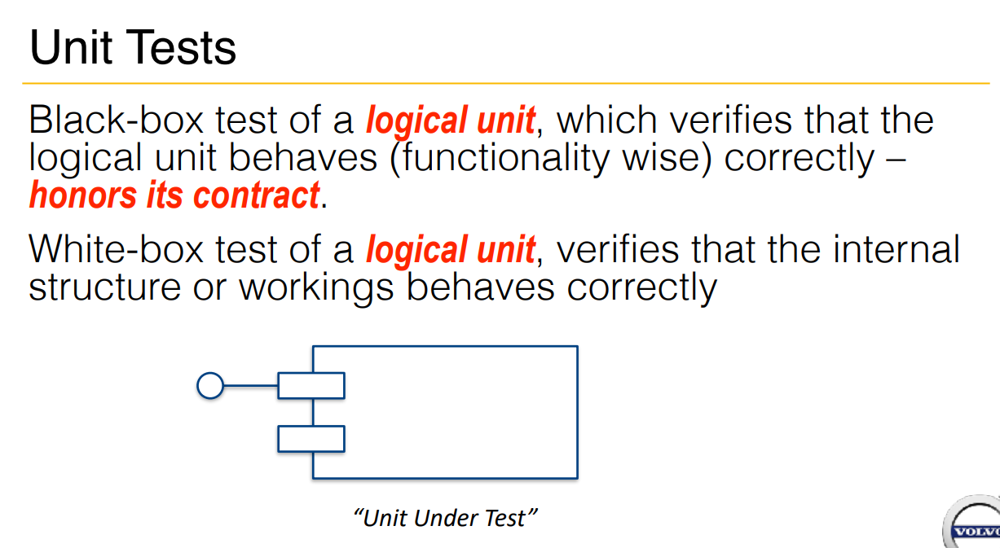 Unit Tests
Black-box test of a logical unit, which verifies that the
logical unit behaves (functionality wise) correctly –
honors its contract.
White-box test of a logical unit, verifies that the internal
structure or workings behaves correctly
“Unit Under Test”
VOLVO